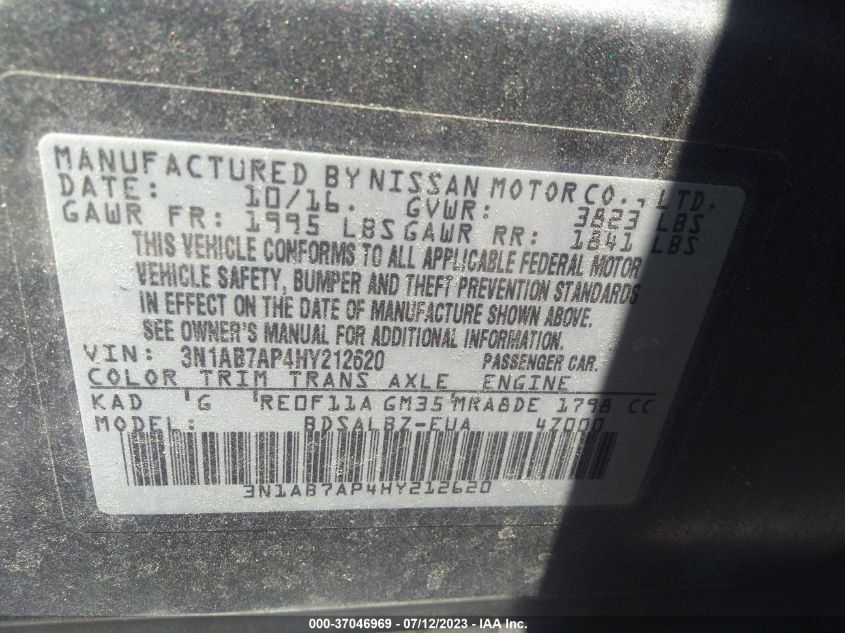 MANUFACTURED BY NISSAN MOTOR CO., LTD.
DATE: 10/16. GVWR: 3823 LBS
GAWR FR: 1995 LBS GAWR RR: 1841 LBS
THIS VEHICLE CONFORMS TO ALL APPLICABLE FEDERAL MOTOR
VEHICLE SAFETY, BUMPER AND THEFT PREVENTION STANDARDS
IN EFFECT ON THE DATE OF MANUFACTURE SHOWN ABOVE.
SEE OWNER'S MANUAL FOR ADDITIONAL INFORMATION.
VIN: 3N1AB7AP4HY212620 PASSENGER CAR.
COLOR TRIM TRANS AXLE ENGINE
KAD 'G 'RE0F11A GM35'MRA8DE 1798 CC
MODEL: BDSALBZ-EUA 4Z000
3N1AB7AP4HY212620
000-37046969 - 07/12/2023 - © IAA Inc.